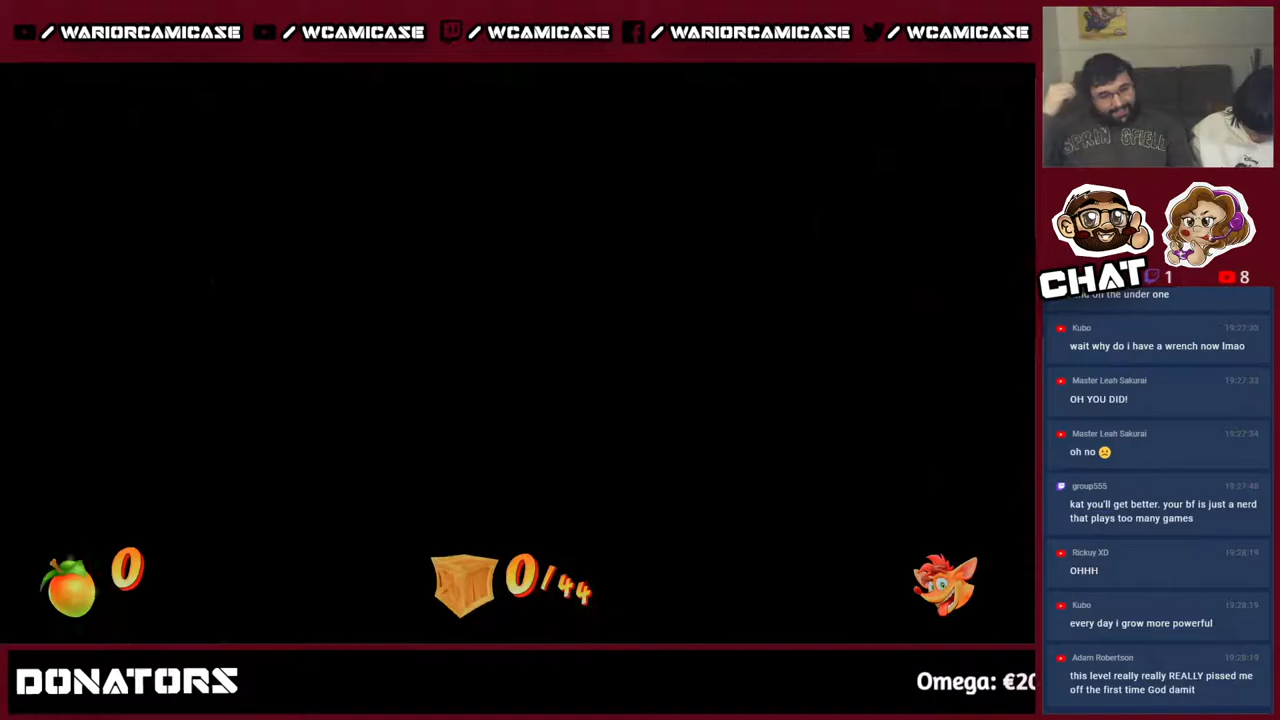 / WARIORCAMICASE / WCAMICASE / WCAMICASE / WARIORCAMICASE / WCAMICASE
SPRINGFIELD
CHAT 1 8
and on the under one
Kubo 19:27:33
wait why do i have a wrench now lmao
Master Leah Sakurai 19:27:33
OH YOU DID!
Master Leah Sakurai 19:27:34
oh no ☹️
group555 19:27:48
kat you'll get better. your bf is just a nerd
that plays too many games
Rickuy XD 19:28:19
OHHH
Kubo 19:28:19
every day i grow more powerful
Adam Robertson 19:28:19
this level really really REALLY pissed me
off the first time God damit
0 0/44
DONATORS Omega: €20